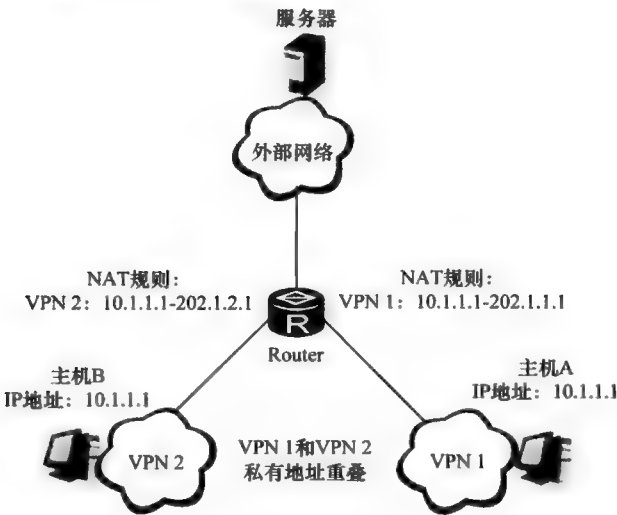 服务器
外部网络
NAT规则：
VPN 2：10.1.1.1-202.1.2.1
NAT规则：
VPN 1：10.1.1.1-202.1.1.1
R
Router
主机B
IP地址：10.1.1.1
主机A
IP地址：10.1.1.1
VPN 2
VPN 1和VPN 2
私有地址重叠
VPN 1